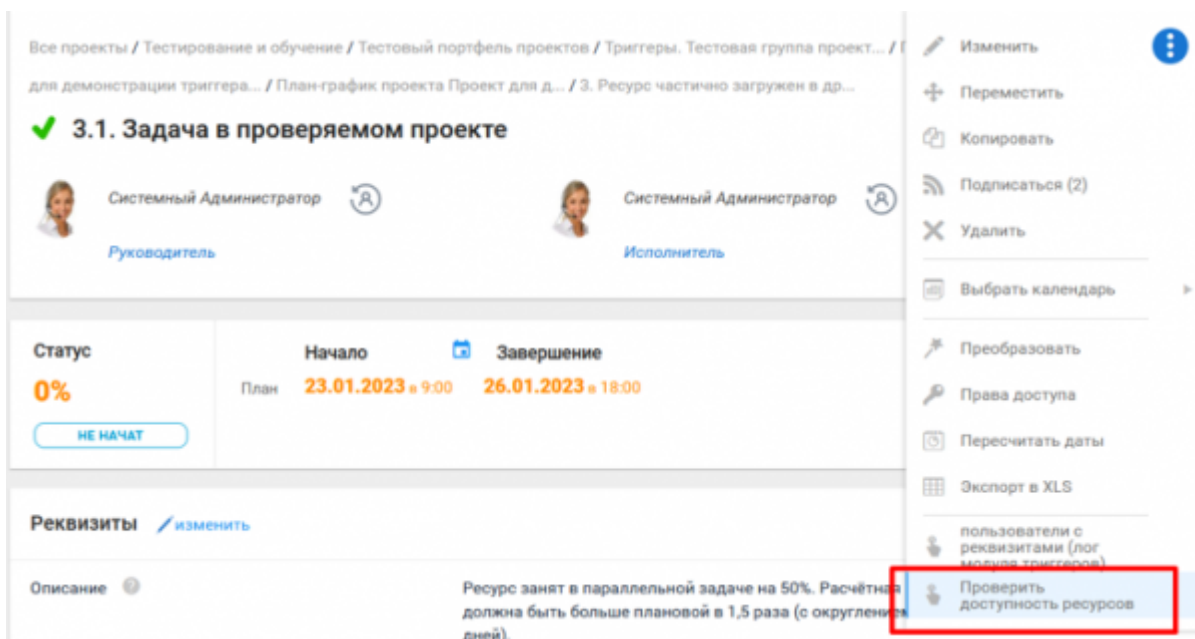 Все проекты / Тестирование и обучение / Тестовый портфель проектов / Триггеры. Тестовая группа проект... /
для демонстрации триггера... / План-график проекта Проект для д... / 3. Ресурс частично загружен в др...
3.1. Задача в проверяемом проекте
Системный Администратор
Руководитель
Системный Администратор
Исполнитель
Статус
0%
НЕ НАЧАТ
Начало
Завершение
План 23.01.2023 в 9:00 26.01.2023 в 18:00
Реквизиты изменить
Описание
Ресурс занят в параллельной задаче на 50%. Расчётная
должна быть больше плановой в 1,5 раза (с округлением
дней).
Изменить
Переместить
Копировать
Подписаться (2)
Удалить
Выбрать календарь
Преобразовать
Права доступа
Пересчитать даты
Экспорт в XLS
пользователи с
реквизитами (лог
модуля триггеров)
Проверить
доступность ресурсов